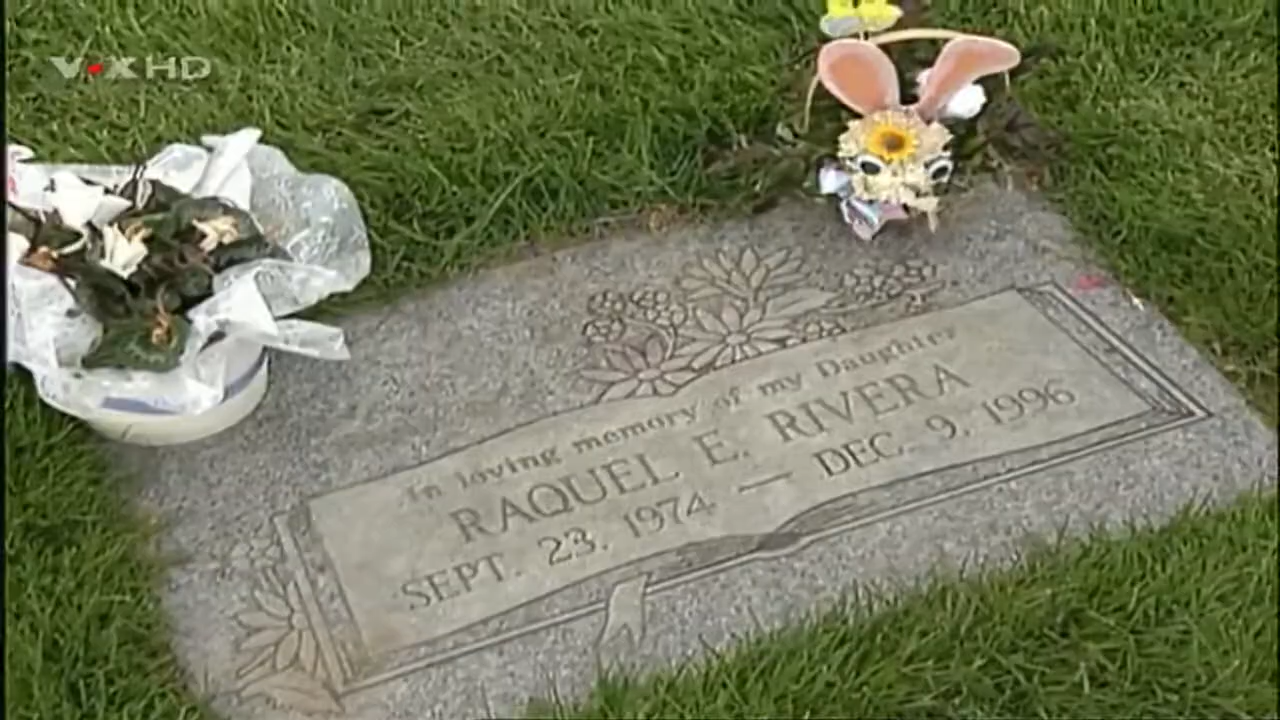 VOX HD
In loving memory of my Daughter
RAQUEL E. RIVERA
SEPT. 23, 1974 — DEC. 9, 1996